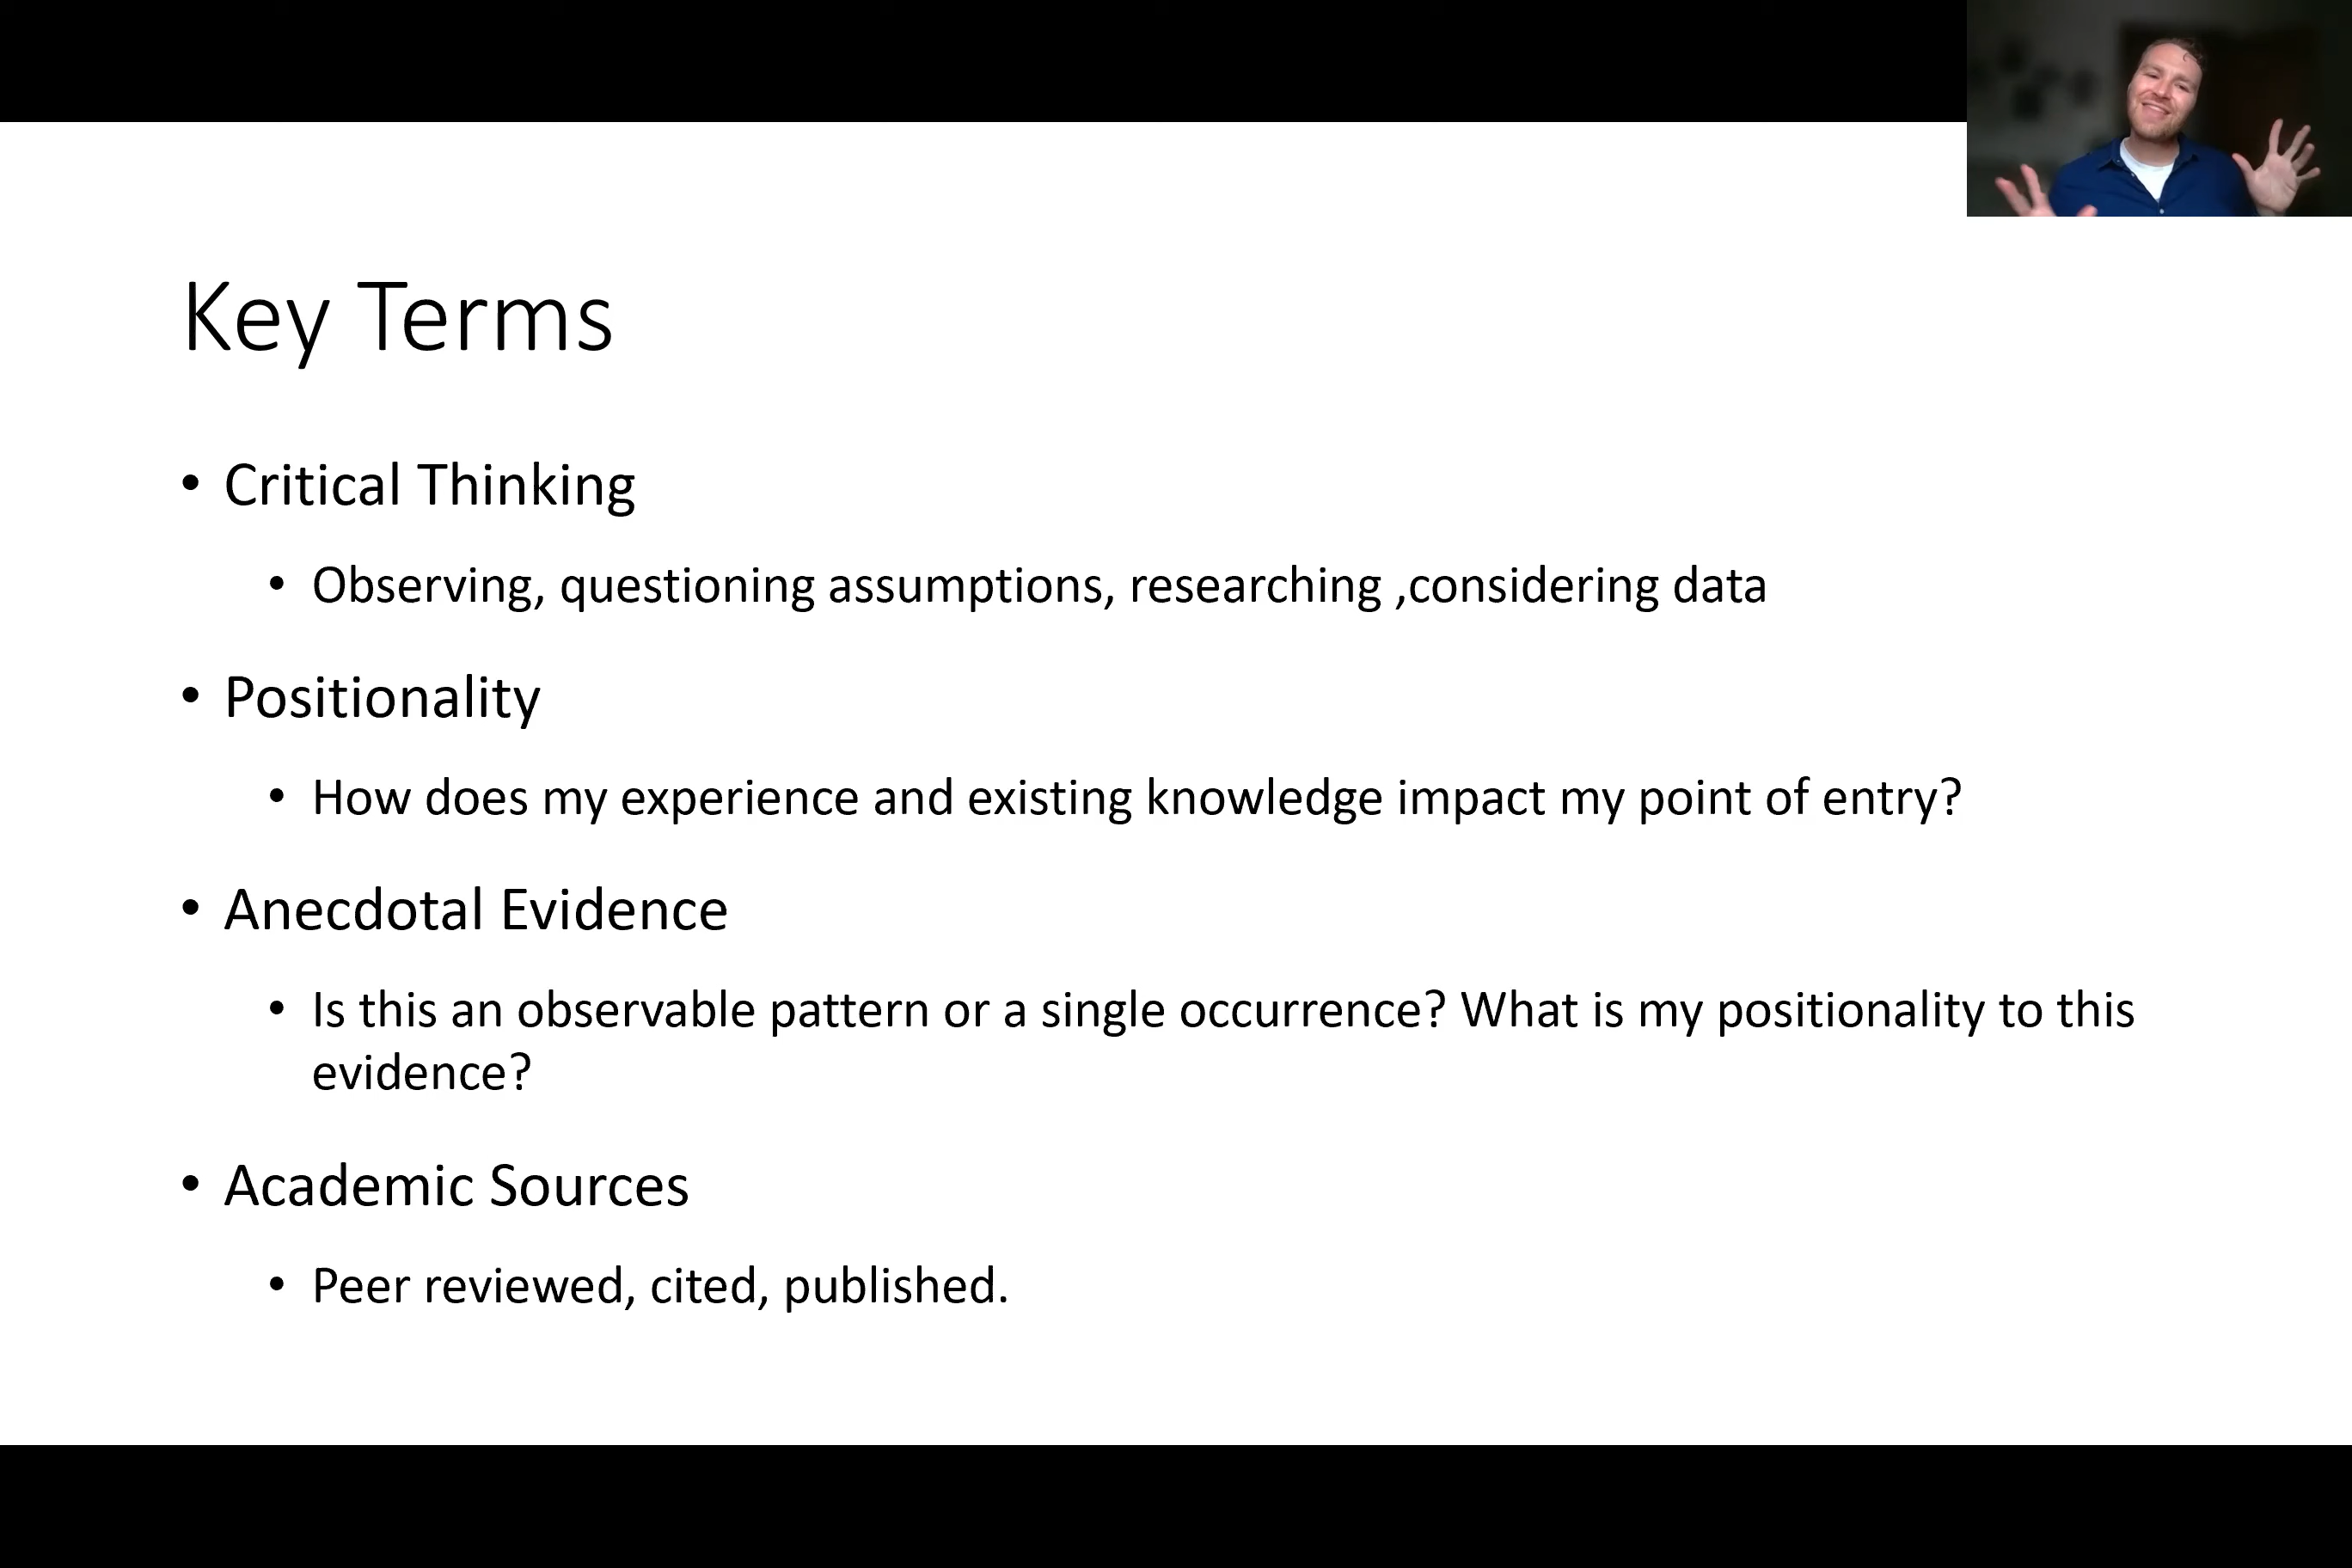 Key Terms
• Critical Thinking
• Observing, questioning assumptions, researching ,considering data
• Positionality
• How does my experience and existing knowledge impact my point of entry?
• Anecdotal Evidence
• Is this an observable pattern or a single occurrence? What is my positionality to this
evidence?
• Academic Sources
• Peer reviewed, cited, published.